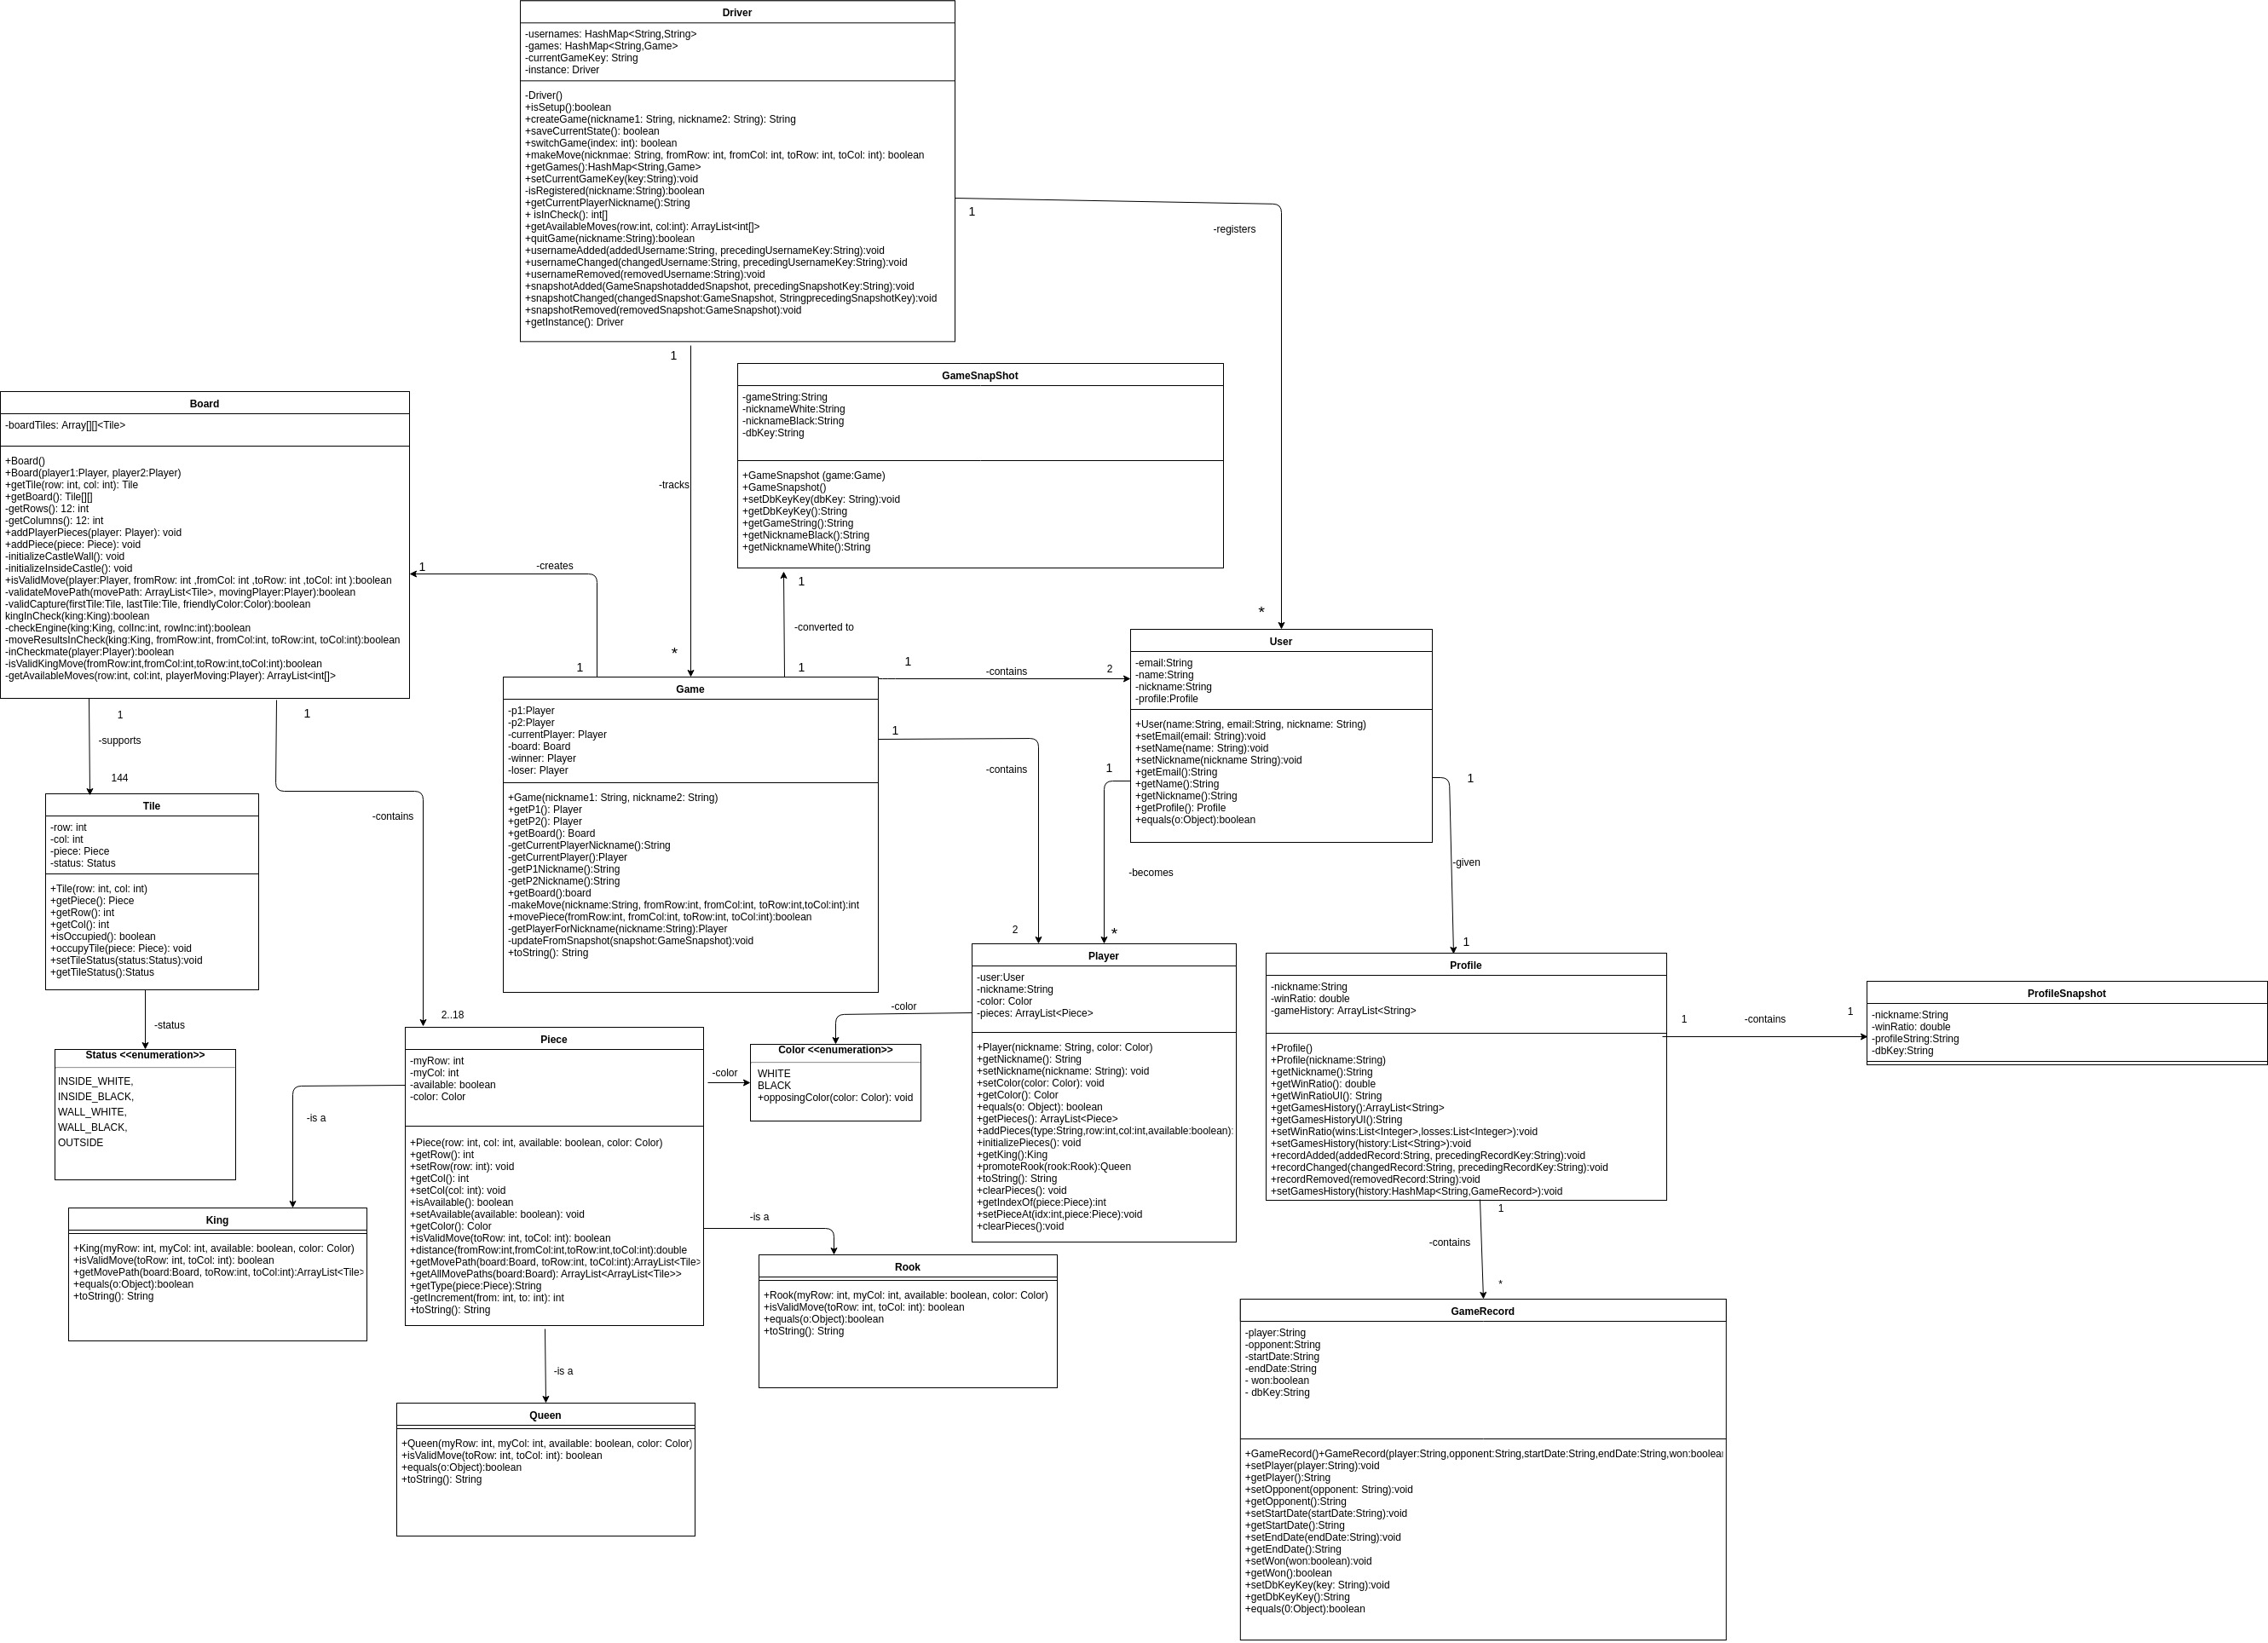 Driver
-usernames: HashMap<String,String>
-games: HashMap<String,Game>
-currentGameKey: String
-instance: Driver
-Driver()
+isSetup():boolean
+createGame(nickname1: String, nickname2: String): String
+saveCurrentState(): boolean
+switchGame(index: int): boolean
+makeMove(nicknmae: String, fromRow: int, fromCol: int, toRow: int, toCol: int): boolean
+getGames():HashMap<String,Game>
+setCurrentGameKey(key:String):void
-isRegistered(nickname:String):boolean
+getCurrentPlayerNickname():String
+ isInCheck(): int[]
+getAvailableMoves(row:int, col:int): ArrayList<int[]>
+quitGame(nickname:String):boolean
+usernameAdded(addedUsername:String, precedingUsernameKey:String):void
+usernameChanged(changedUsername:String, precedingUsernameKey:String):void
+usernameRemoved(removedUsername:String):void
+snapshotAdded(GameSnapshotaddedSnapshot, precedingSnapshotKey:String):void
+snapshotChanged(changedSnapshot:GameSnapshot, StringprecedingSnapshotKey):void
+snapshotRemoved(removedSnapshot:GameSnapshot):void
+getInstance(): Driver
1
-registers
*
1
-tracks
*
GameSnapShot
-gameString:String
-nicknameWhite:String
-nicknameBlack:String
-dbKey:String
+GameSnapshot (game:Game)
+GameSnapshot()
+setDbKeyKey(dbKey: String):void
+getDbKeyKey():String
+getGameString():String
+getNicknameBlack():String
+getNicknameWhite():String
1
-converted to
1
Board
-boardTiles: Array[][]<Tile>
+Board()
+Board(player1:Player, player2:Player)
+getTile(row: int, col: int): Tile
+getBoard(): Tile[][]
-getRows(): 12: int
-getColumns(): 12: int
+addPlayerPieces(player: Player): void
+addPiece(piece: Piece): void
-initializeCastleWall(): void
-initializeInsideCastle(): void
+isValidMove(player:Player, fromRow: int ,fromCol: int ,toRow: int ,toCol: int ):boolean
-validateMovePath(movePath: ArrayList<Tile>, movingPlayer:Player):boolean
-validCapture(firstTile:Tile, lastTile:Tile, friendlyColor:Color):boolean
kingInCheck(king:King):boolean
-checkEngine(king:King, colInc:int, rowInc:int):boolean
-moveResultsInCheck(king:King, fromRow:int, fromCol:int, toRow:int, toCol:int):boolean
-inCheckmate(player:Player):boolean
-isValidKingMove(fromRow:int,fromCol:int,toRow:int,toCol:int):boolean
-getAvailableMoves(row:int, col:int, playerMoving:Player): ArrayList<int[]>
1
-creates
1
1
-supports
144
1
-contains
2..18
Game
-p1:Player
-p2:Player
-currentPlayer: Player
-board: Board
-winner: Player
-loser: Player
+Game(nickname1: String, nickname2: String)
+getP1(): Player
+getP2(): Player
+getBoard(): Board
-getCurrentPlayerNickname():String
-getCurrentPlayer():Player
-getP1Nickname():String
-getP2Nickname():String
+getBoard():board
-makeMove(nickname:String, fromRow:int, fromCol:int, toRow:int,toCol:int):int
+movePiece(fromRow:int, fromCol:int, toRow:int, toCol:int):boolean
-getPlayerForNickname(nickname:String):Player
-updateFromSnapshot(snapshot:GameSnapshot):void
+toString(): String
1
-contains
2
1
-contains
2
User
-email:String
-name:String
-nickname:String
-profile:Profile
+User(name:String, email:String, nickname: String)
+setEmail(email: String):void
+setName(name: String):void
+setNickname(nickname String):void
+getEmail():String
+getName():String
+getNickname():String
+getProfile(): Profile
+equals(o:Object):boolean
1
-becomes
*
1
-given
1
Tile
-row: int
-col: int
-piece: Piece
-status: Status
+Tile(row: int, col: int)
+getPiece(): Piece
+getRow(): int
+getCol(): int
+isOccupied(): boolean
+occupyTile(piece: Piece): void
+setTileStatus(status:Status):void
+getTileStatus():Status
-status
Status <<enumeration>>
INSIDE_WHITE,
INSIDE_BLACK,
WALL_WHITE,
WALL_BLACK,
OUTSIDE
Piece
-myRow: int
-myCol: int
-available: boolean
-color: Color
+Piece(row: int, col: int, available: boolean, color: Color)
+getRow(): int
+setRow(row: int): void
+getCol(): int
+setCol(col: int): void
+isAvailable(): boolean
+setAvailable(available: boolean): void
+getColor(): Color
+isValidMove(toRow: int, toCol: int): boolean
+distance(fromRow:int,fromCol:int,toRow:int,toCol:int):double
+getMovePath(board:Board, toRow:int, toCol:int):ArrayList<Tile>
+getAllMovePaths(board:Board): ArrayList<ArrayList<Tile>>
+getType(piece:Piece):String
-getIncrement(from: int, to: int): int
+toString(): String
-color
-color
Color <<enumeration>>
WHITE
BLACK
+opposingColor(color: Color): void
Player
-user:User
-nickname:String
-color: Color
-pieces: ArrayList<Piece>
+Player(nickname: String, color: Color)
+getNickname(): String
+setNickname(nickname: String): void
+setColor(color: Color): void
+getColor(): Color
+equals(o: Object): boolean
+getPieces(): ArrayList<Piece>
+addPieces(type:String,row:int,col:int,available:boolean):
+initializePieces(): void
+getKing():King
+promoteRook(rook:Rook):Queen
+toString(): String
+clearPieces(): void
+getIndexOf(piece:Piece):int
+setPieceAt(idx:int,piece:Piece):void
+clearPieces():void
Profile
-nickname:String
-winRatio: double
-gameHistory: ArrayList<String>
+Profile()
+Profile(nickname:String)
+getNickname():String
+getWinRatio(): double
+getWinRatioUI(): String
+getGamesHistory():ArrayList<String>
+getGamesHistoryUI():String
+setWinRatio(wins:List<Integer>,losses:List<Integer>):void
+setGamesHistory(history:List<String>):void
+recordAdded(addedRecord:String, precedingRecordKey:String):void
+recordChanged(changedRecord:String, precedingRecordKey:String):void
+recordRemoved(removedRecord:String):void
+setGamesHistory(history:HashMap<String,GameRecord>):void
1
-contains
1
ProfileSnapshot
-nickname:String
-winRatio: double
-profileString:String
-dbKey:String
-is a
King
+King(myRow: int, myCol: int, available: boolean, color: Color)
+isValidMove(toRow: int, toCol: int): boolean
+getMovePath(board:Board, toRow:int, toCol:int):ArrayList<Tile>
+equals(o:Object):boolean
+toString(): String
-is a
Rook
+Rook(myRow: int, myCol: int, available: boolean, color: Color)
+isValidMove(toRow: int, toCol: int): boolean
+equals(o:Object):boolean
+toString(): String
-is a
Queen
+Queen(myRow: int, myCol: int, available: boolean, color: Color)
+isValidMove(toRow: int, toCol: int): boolean
+equals(o:Object):boolean
+toString(): String
1
-contains
*
GameRecord
-player:String
-opponent:String
-startDate:String
-endDate:String
- won:boolean
- dbKey:String
+GameRecord()+GameRecord(player:String,opponent:String,startDate:String,endDate:String,won:boolean
+setPlayer(player:String):void
+getPlayer():String
+setOpponent(opponent: String):void
+getOpponent():String
+setStartDate(startDate:String):void
+getStartDate():String
+setEndDate(endDate:String):void
+getEndDate():String
+setWon(won:boolean):void
+getWon():boolean
+setDbKeyKey(key: String):void
+getDbKeyKey():String
+equals(0:Object):boolean